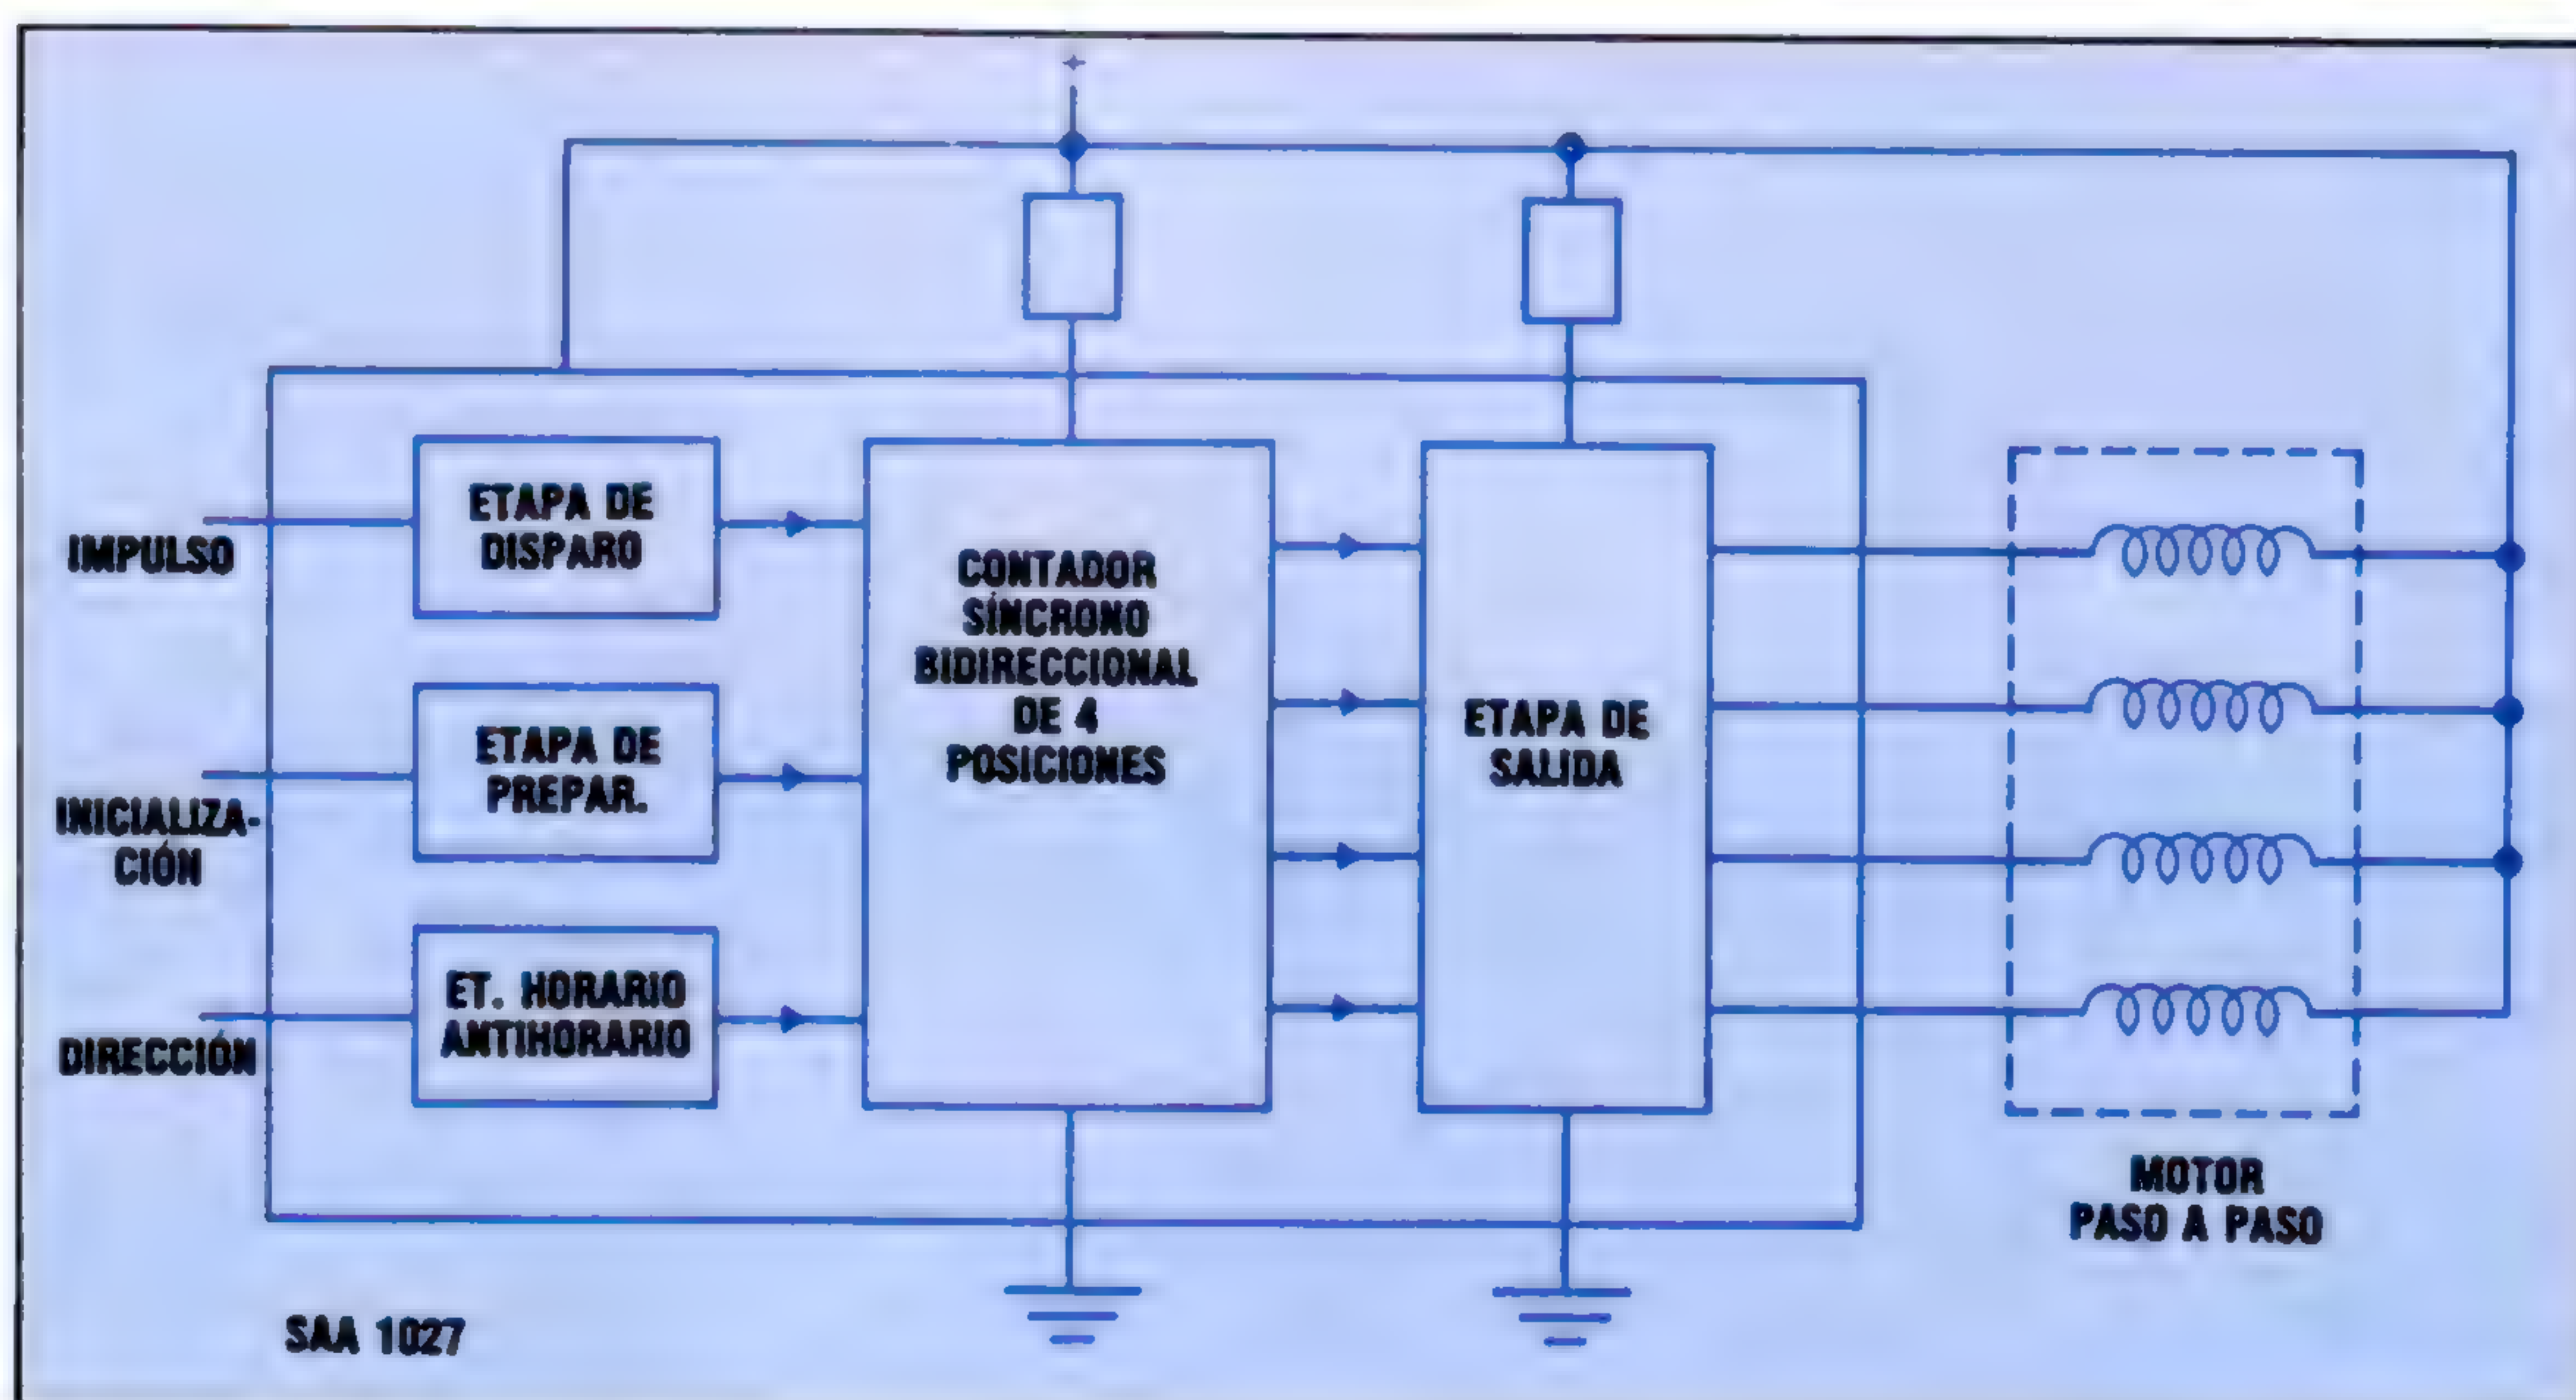 +
IMPULSO
ETAPA DE
DISPARO
INICIALIZA-
CIÓN
ETAPA DE
PREPAR.
DIRECCIÓN
ET. HORARIO
ANTIHORARIO
CONTADOR
SÍNCRONO
BIDIRECCIONAL
DE 4
POSICIONES
ETAPA DE
SALIDA
MOTOR
PASO A PASO
SAA 1027